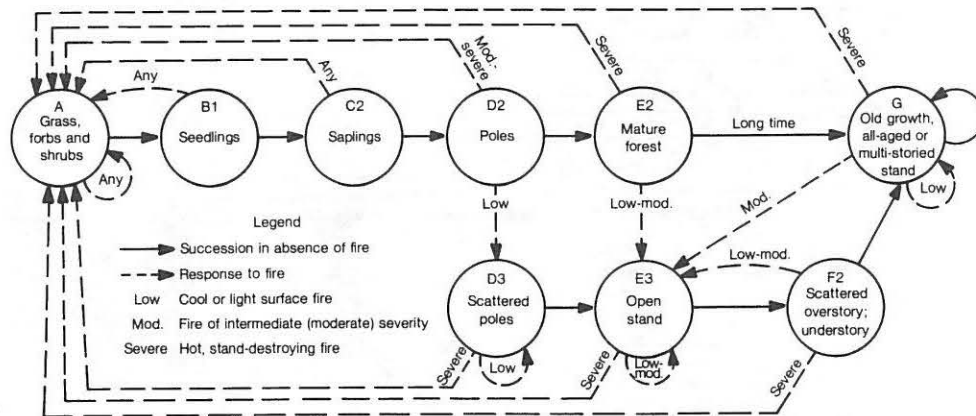 Severe
Mod.-
severe
Severe
Any
Any
A
Grass,
forbs and
shrubs
B1
Seedlings
C2
Saplings
D2
Poles
E2
Mature
forest
Long time
G
Old growth,
all-aged or
multi-storied
stand
Any
Low
Low
Low-mod.
Mod.
Legend
Succession in absence of fire
Response to fire
Low Cool or light surface fire
Mod. Fire of intermediate (moderate) severity
Severe Hot, stand-destroying fire
D3
Scattered
poles
E3
Open
stand
Low-mod.
F2
Scattered
overstory;
understory
Severe
Low
Severe
Low-
mod.
Severe